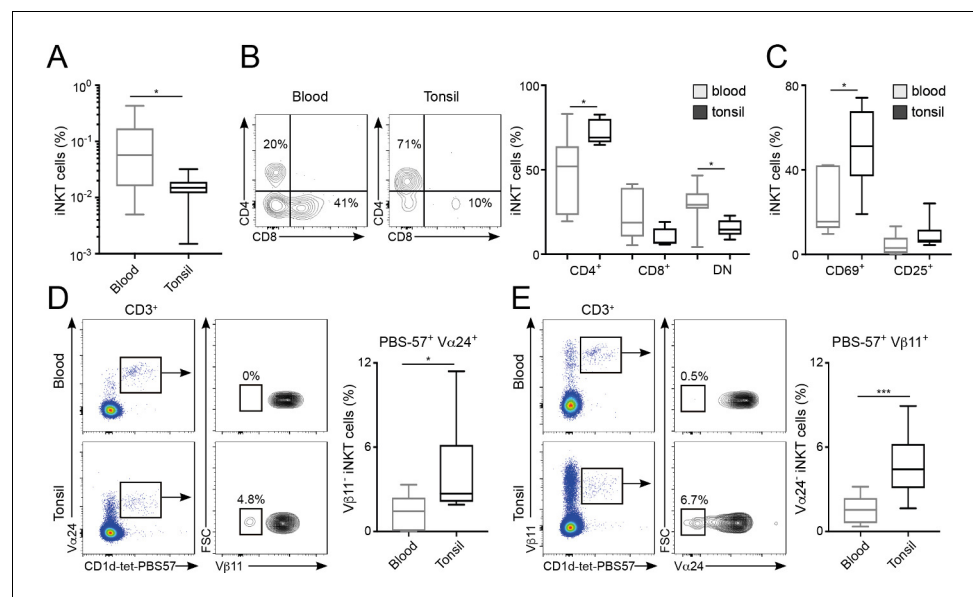 A
iNKT cells (%)
10⁰
10⁻¹
10⁻²
10⁻³
*
Blood
Tonsil
B
Blood
Tonsil
20%
41%
71%
10%
CD4
CD8
CD4
CD8
iNKT cells (%)
100
50
0
*
*
blood
tonsil
CD4⁺
CD8⁺
DN
C
iNKT cells (%)
80
40
0
*
blood
tonsil
CD69⁺
CD25⁺
D
CD3⁺
Blood
0%
Tonsil
4.8%
Vα24
CD1d-tet-PBS57
FSC
Vβ11
PBS-57⁺ Vα24⁺
Vβ11⁻ iNKT cells (%)
12
6
0
*
Blood
Tonsil
E
CD3⁺
Blood
0.5%
Tonsil
6.7%
Vβ11
CD1d-tet-PBS57
FSC
Vα24
PBS-57⁺ Vβ11⁺
Vα24⁻ iNKT cells (%)
12
6
0
***
Blood
Tonsil